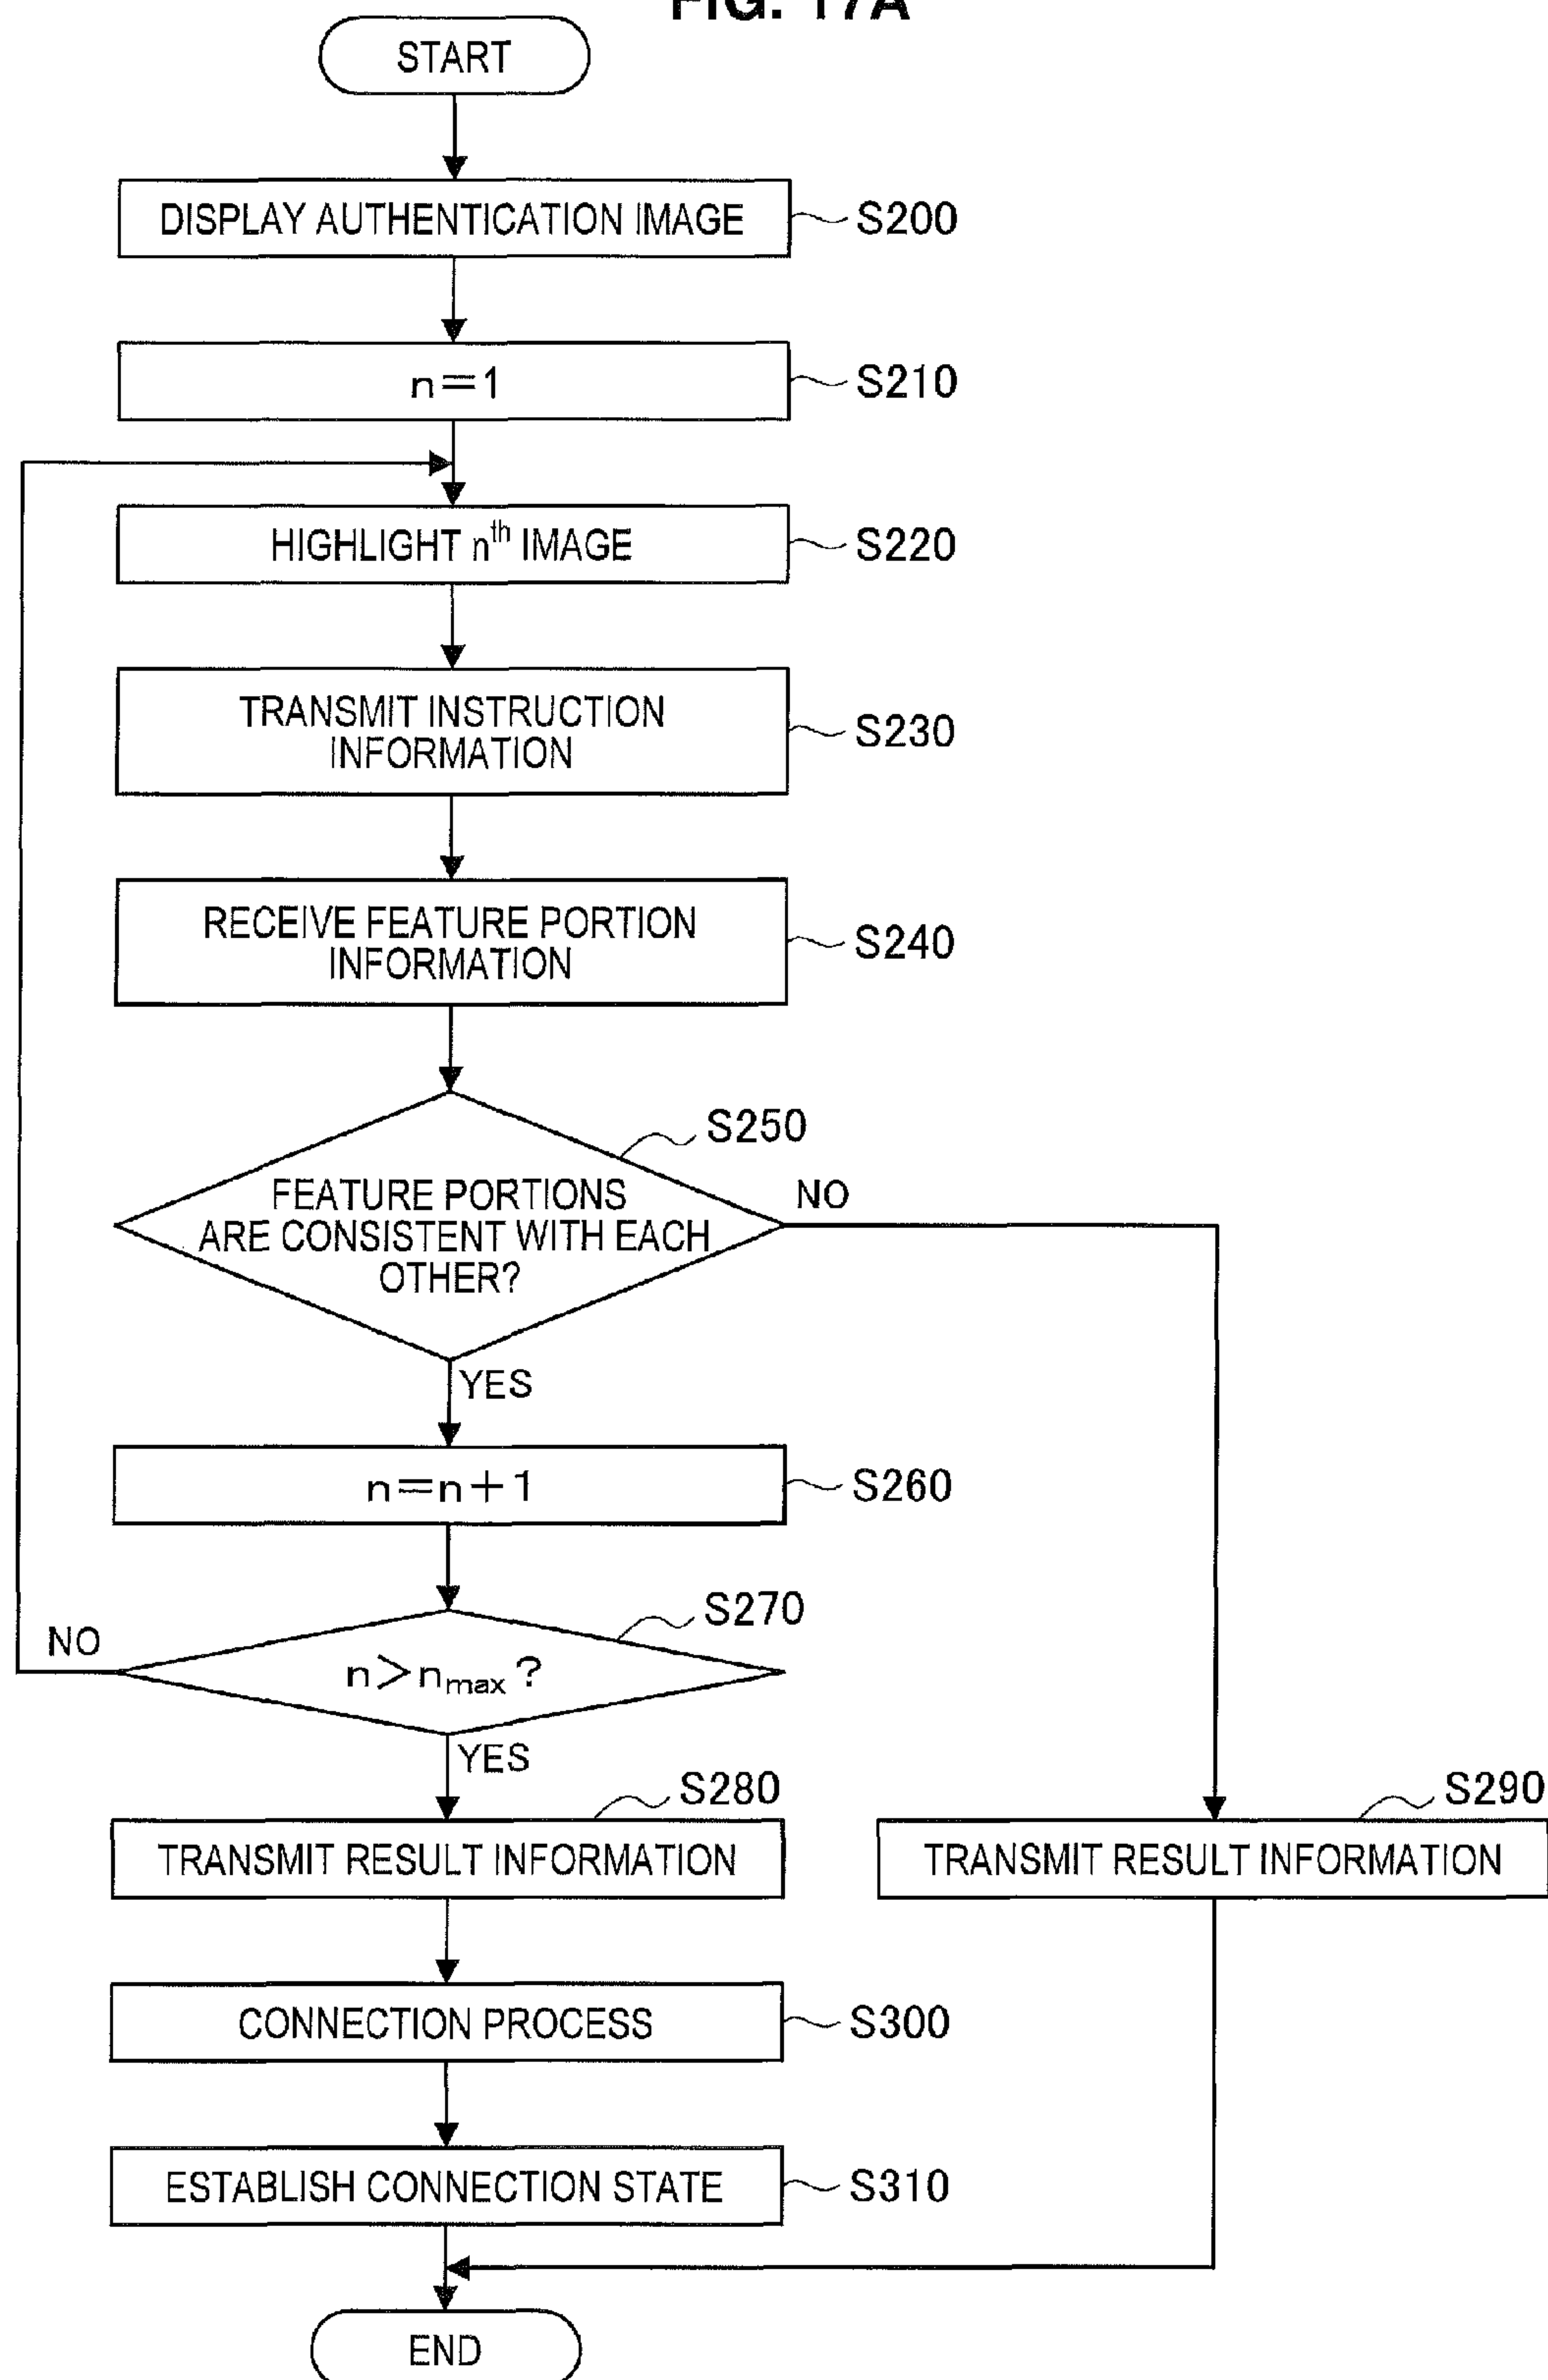 FIG. 17A
START
DISPLAY AUTHENTICATION IMAGE
S200
n=1
S210
HIGHLIGHT nth IMAGE
S220
TRANSMIT INSTRUCTION
INFORMATION
S230
RECEIVE FEATURE PORTION
INFORMATION
S240
S250
FEATURE PORTIONS
ARE CONSISTENT WITH EACH
OTHER?
NO
YES
n=n+1
S260
S270
NO
n>nmax?
YES
S280
TRANSMIT RESULT INFORMATION
S290
TRANSMIT RESULT INFORMATION
CONNECTION PROCESS
S300
ESTABLISH CONNECTION STATE
S310
END